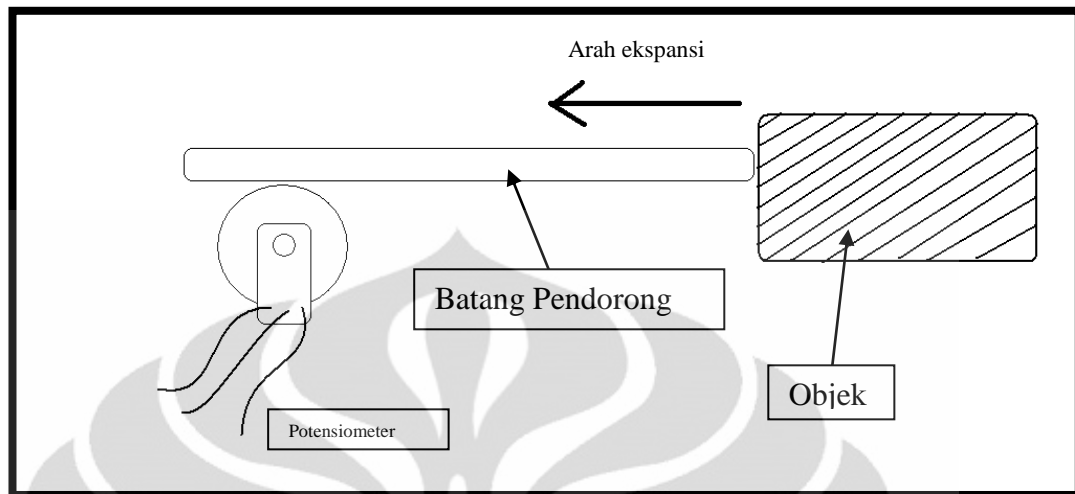 Arah ekspansi
Batang Pendorong
Objek
Potensiometer